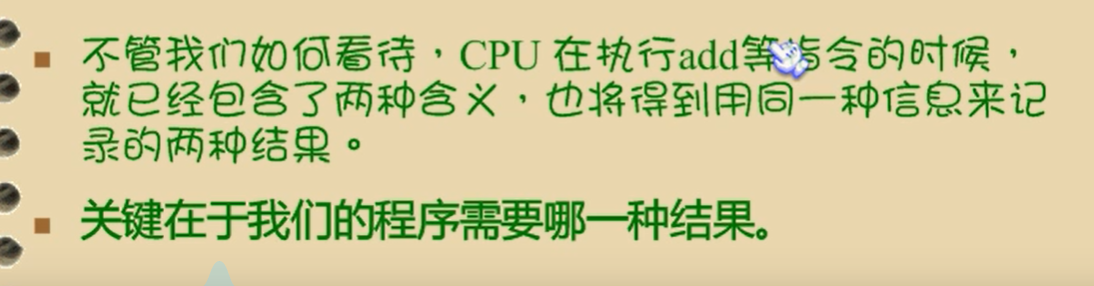 不管我们如何看待，CPU 在执行add等指令的时候，
就已经包含了两种含义，也将得到用同一种信息来记
录的两种结果。
关键在于我们的程序需要哪一种结果。